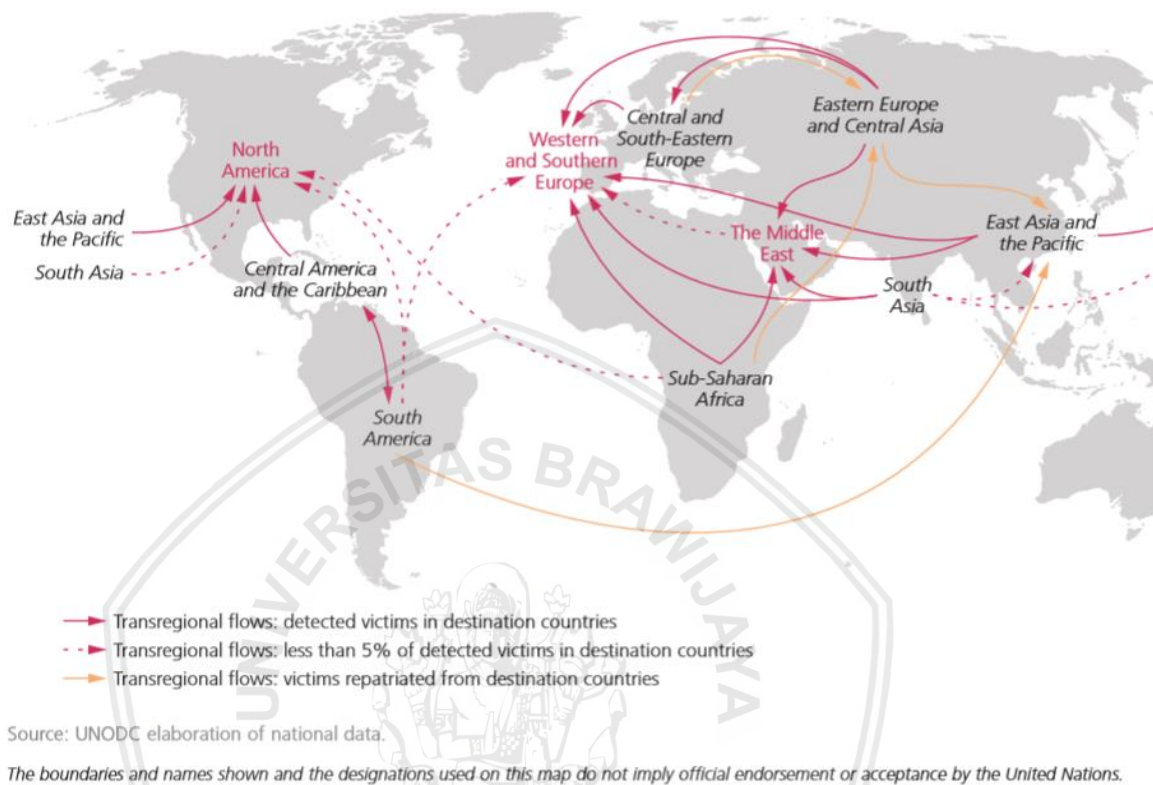 North
America
East Asia and
the Pacific
South Asia
Central America
and the Caribbean
South
America
Western
and Southern
Europe
Central and
South-Eastern
Europe
Eastern Europe
and Central Asia
The Middle
East
East Asia and
the Pacific
South
Asia
Sub-Saharan
Africa
UNIVERSITAS BRAWIJAYA
Transregional flows: detected victims in destination countries
Transregional flows: less than 5% of detected victims in destination countries
Transregional flows: victims repatriated from destination countries
Source: UNODC elaboration of national data.
The boundaries and names shown and the designations used on this map do not imply official endorsement or acceptance by the United Nations.